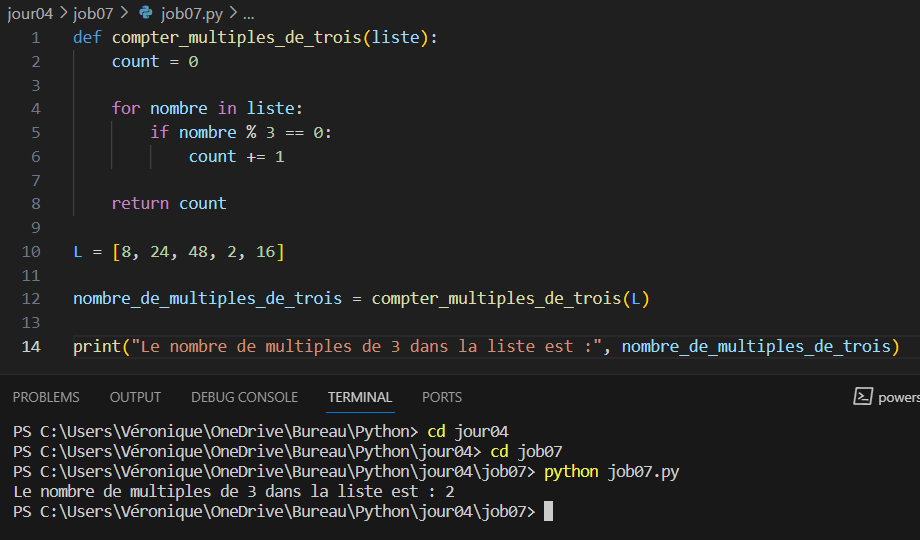 jour04 > job07 > job07.py > ...
1 def compter_multiples_de_trois(liste):
2     count = 0
3
4     for nombre in liste:
5         if nombre % 3 == 0:
6             count += 1
7
8     return count
9
10 L = [8, 24, 48, 2, 16]
11
12 nombre_de_multiples_de_trois = compter_multiples_de_trois(L)
13
14 print("Le nombre de multiples de 3 dans la liste est :", nombre_de_multiples_de_trois)
PROBLEMS OUTPUT DEBUG CONSOLE TERMINAL PORTS powers
PS C:\Users\Véronique\OneDrive\Bureau\Python> cd jour04
PS C:\Users\Véronique\OneDrive\Bureau\Python\jour04> cd job07
PS C:\Users\Véronique\OneDrive\Bureau\Python\jour04\job07> python job07.py
Le nombre de multiples de 3 dans la liste est : 2
PS C:\Users\Véronique\OneDrive\Bureau\Python\jour04\job07>